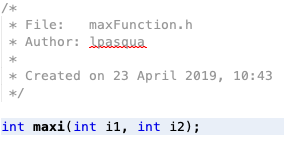 /*
 * File:   maxFunction.h
 * Author: lpasqua
 *
 * Created on 23 April 2019, 10:43
 */
int maxi(int i1, int i2);